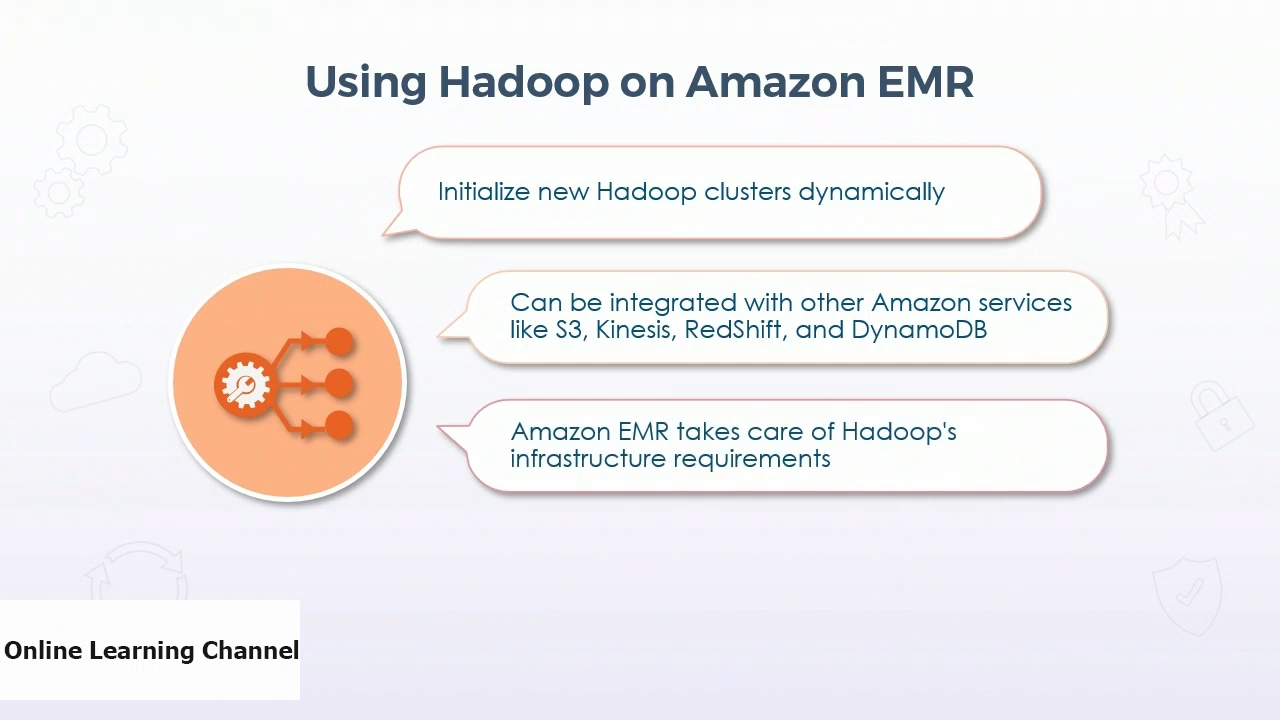 Using Hadoop on Amazon EMR
Initialize new Hadoop clusters dynamically
Can be integrated with other Amazon services
like S3, Kinesis, RedShift, and DynamoDB
Amazon EMR takes care of Hadoop's
infrastructure requirements
Online Learning Channel